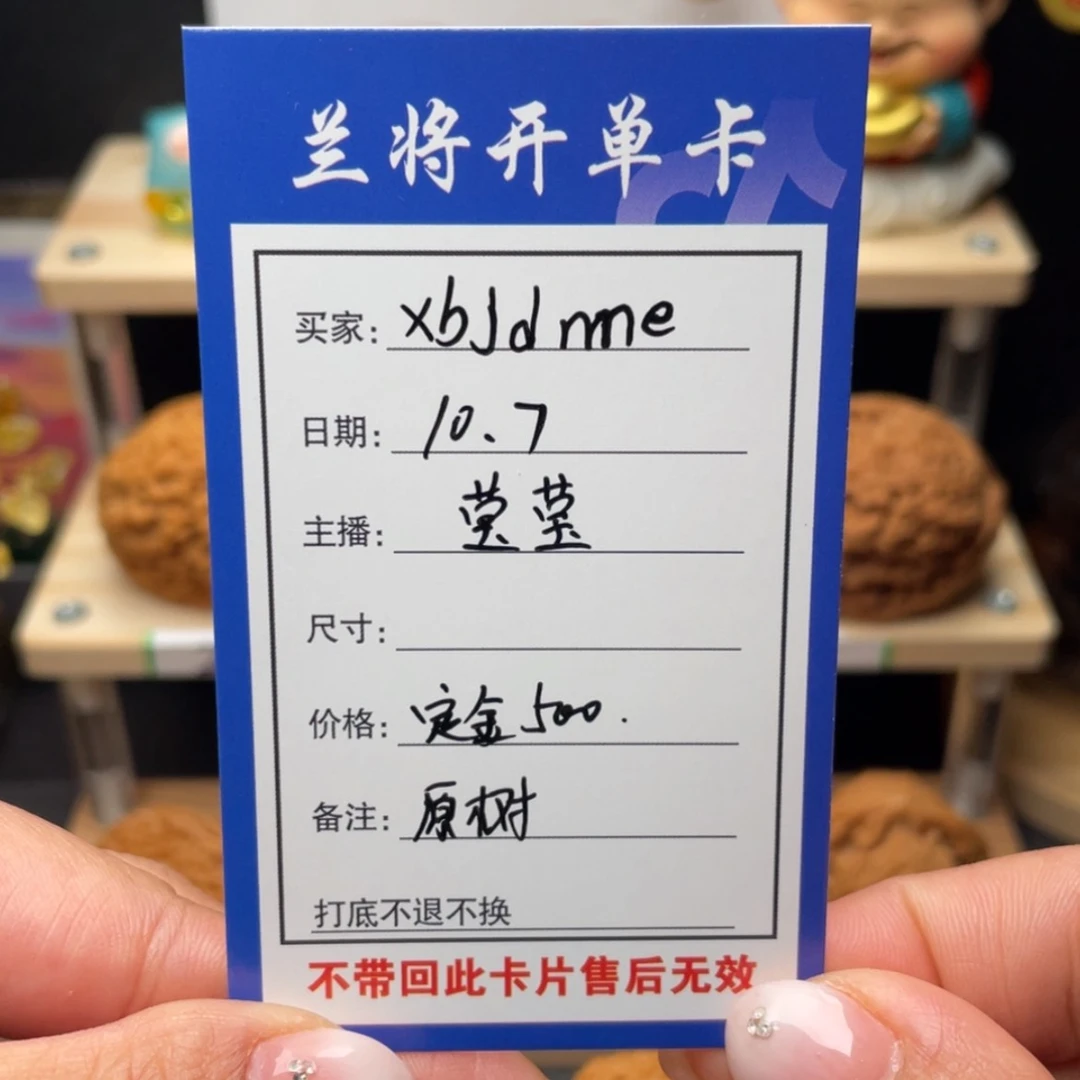 兰将开单卡
买家: xbJdnme
日期: 10.7
主播: 莹莹
尺寸:
价格: 定金500.
备注: 原树
打底不退不换
不带回此卡片售后无效